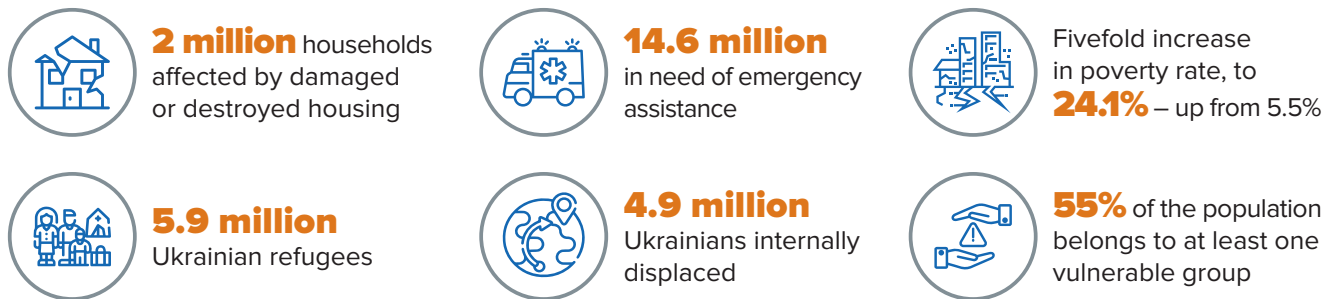 2 million households
affected by damaged
or destroyed housing
14.6 million
in need of emergency
assistance
Fivefold increase
in poverty rate, to
24.1% – up from 5.5%
5.9 million
Ukrainian refugees
4.9 million
Ukrainians internally
displaced
55% of the population
belongs to at least one
vulnerable group